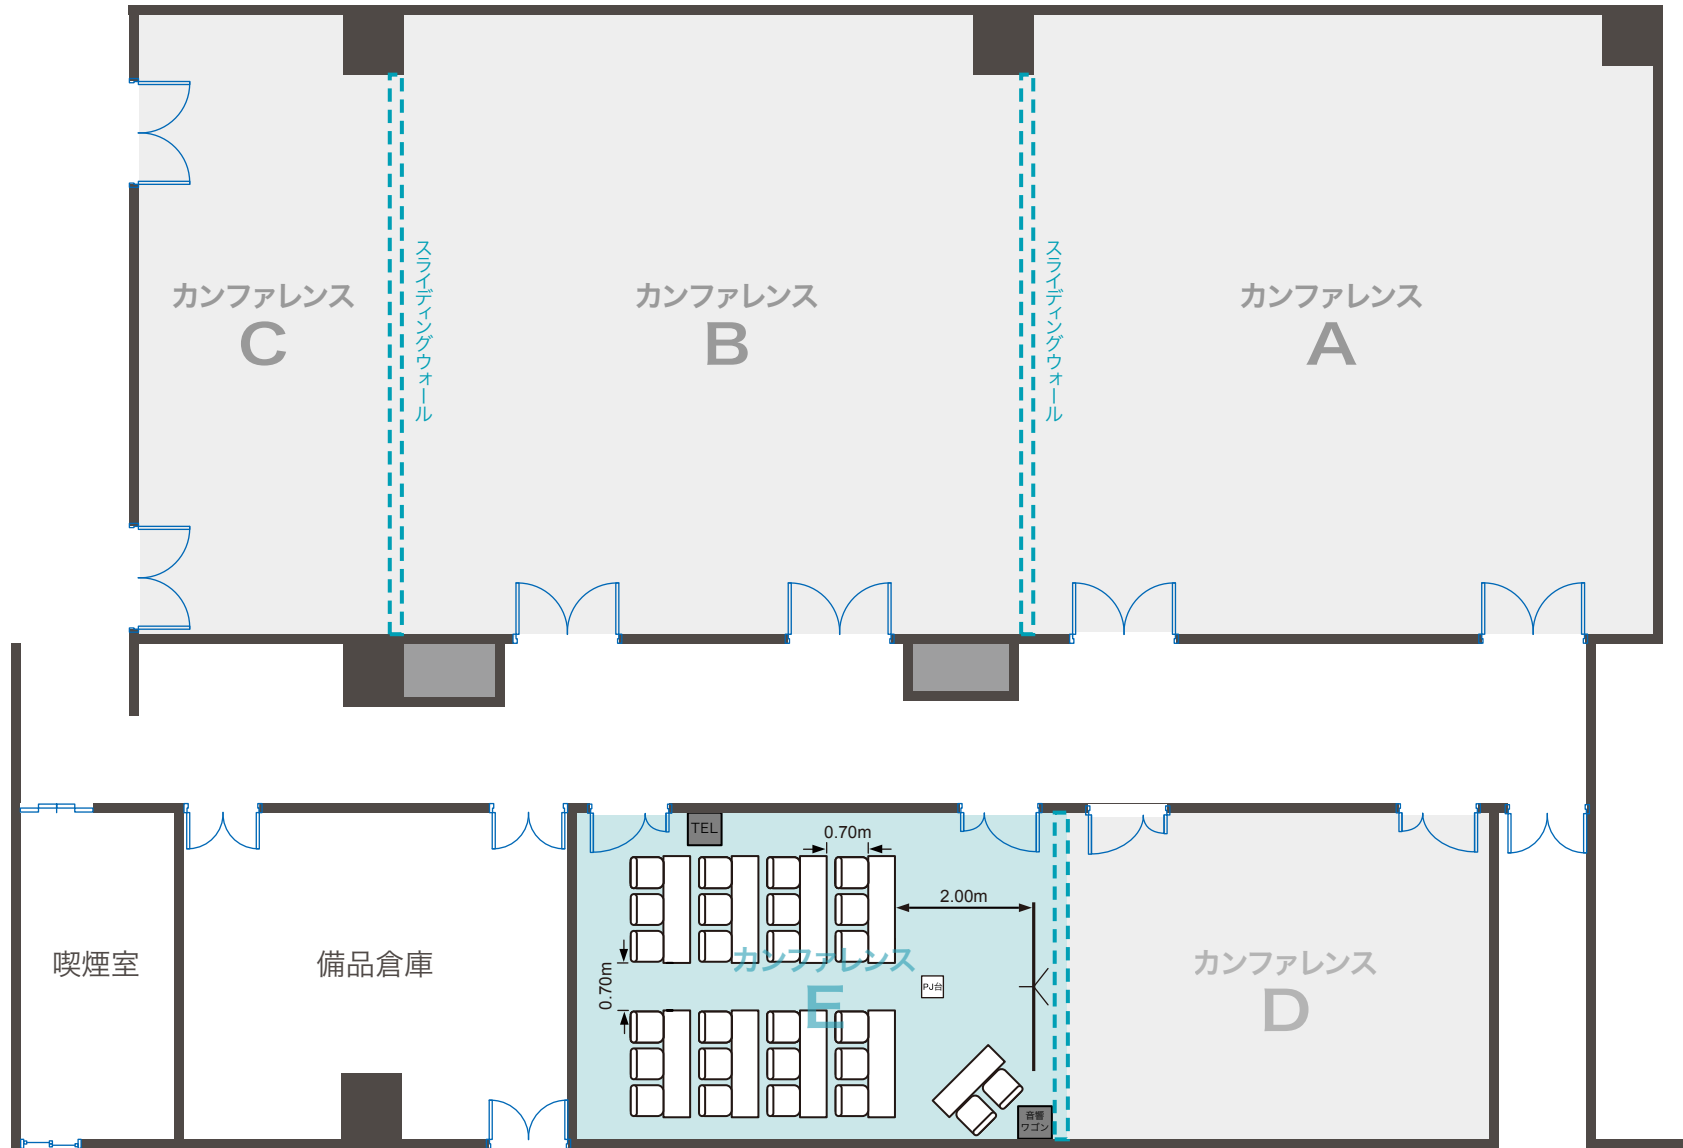 カンファレンス
C
スライディングウォール
カンファレンス
B
スライディングウォール
カンファレンス
A
TEL
0.70m
2.00m
喫煙室
備品倉庫
カンファレンス
E
0.70m
PJ台
カンファレンス
D
音響
ワゴン